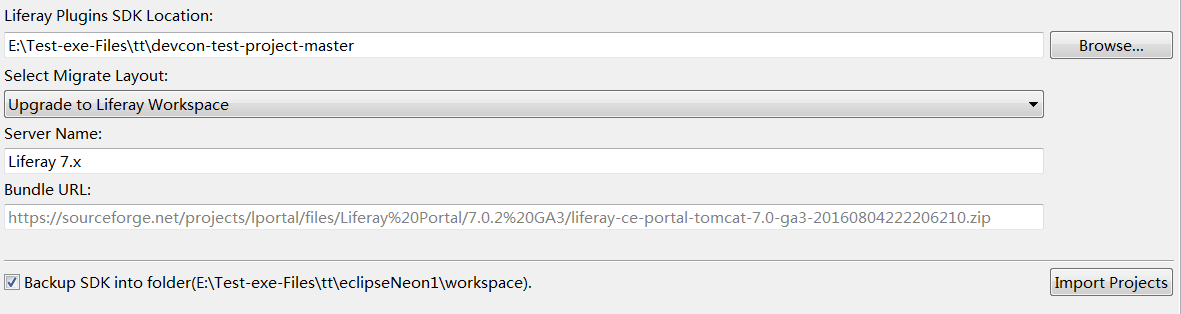 Liferay Plugins SDK Location:
E:\Test-exe-Files\tt\devcon-test-project-master
Browse...
Select Migrate Layout:
Upgrade to Liferay Workspace
Server Name:
Liferay 7.x
Bundle URL:
https://sourceforge.net/projects/lportal/files/Liferay%20Portal/7.0.2%20GA3/liferay-ce-portal-tomcat-7.0-ga3-20160804222206210.zip
Backup SDK into folder(E:\Test-exe-Files\tt\eclipseNeon1\workspace).
Import Projects